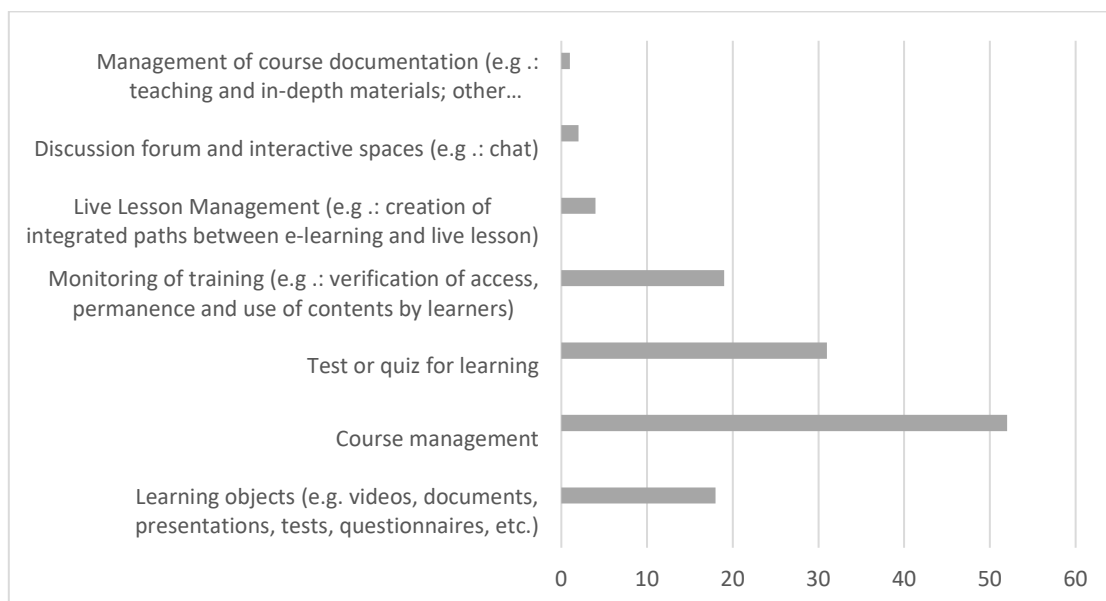 Management of course documentation (e.g .:
teaching and in-depth materials; other…
Discussion forum and interactive spaces (e.g .: chat)
Live Lesson Management (e.g .: creation of
integrated paths between e-learning and live lesson)
Monitoring of training (e.g .: verification of access,
permanence and use of contents by learners)
Test or quiz for learning
Course management
Learning objects (e.g. videos, documents,
presentations, tests, questionnaires, etc.)
0 10 20 30 40 50 60